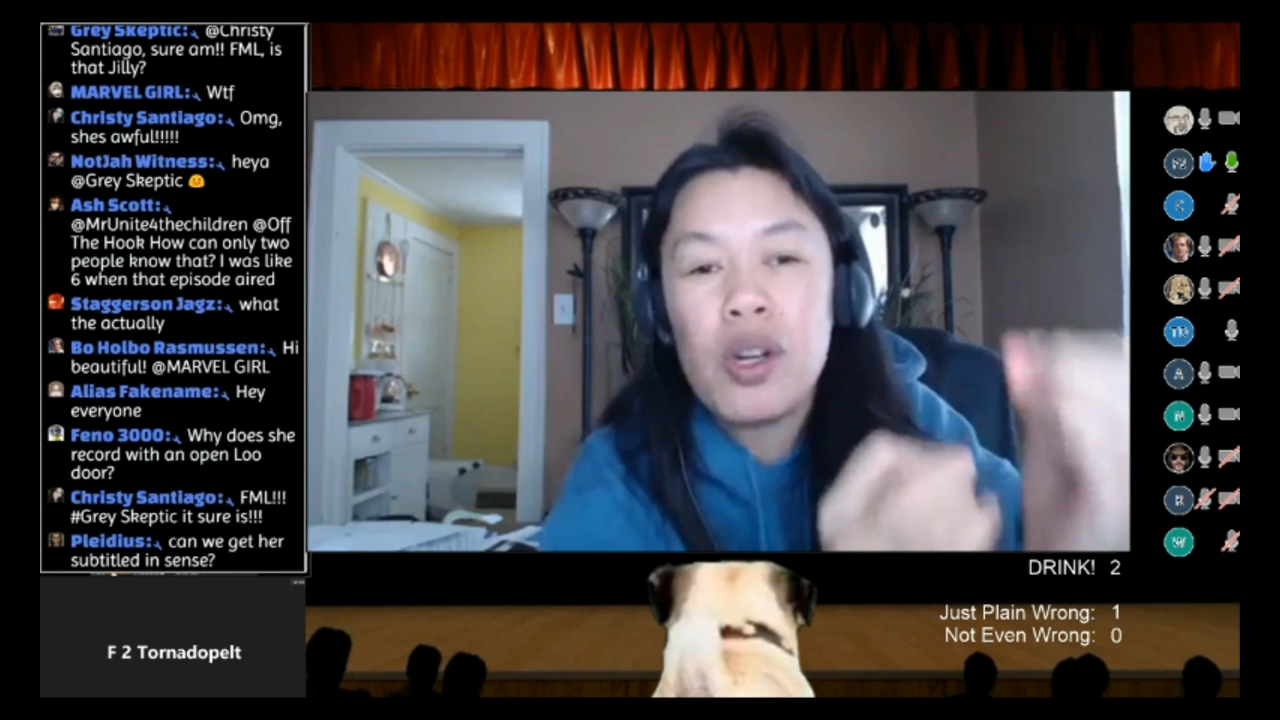 Grey Skeptic: @Christy
Santiago, sure am!! FML, is
that Jilly?
MARVEL GIRL: Wtf
Christy Santiago: Omg,
shes awful!!!!!
NotJah Witness: heya
@Grey Skeptic
Ash Scott:
@MrUnite4thechildren @Off
The Hook How can only two
people know that? I was like
6 when that episode aired
Staggerson Jagz: what
the actually
Bo Holbo Rasmussen: Hi
beautiful! @MARVEL GIRL
Alias Fakename: Hey
everyone
Feno 3000: Why does she
record with an open Loo
door?
Christy Santiago: FML!!!
#Grey Skeptic it sure is!!!
Pleidius: can we get her
subtitled in sense?
F 2 Tornadopelt
DRINK! 2
Just Plain Wrong: 1
Not Even Wrong: 0